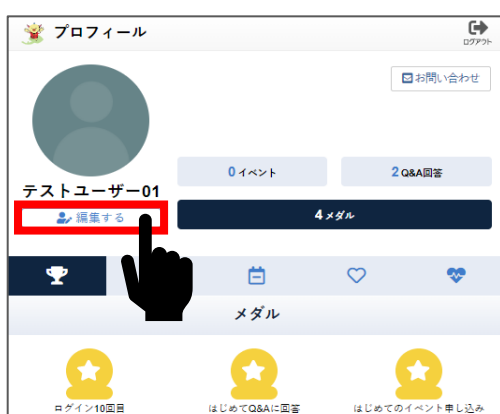 プロフィール
ログアウト
お問い合わせ
0 イベント
2 Q&A回答
テストユーザー01
編集する
4 メダル
メダル
ログイン10回目
はじめてQ&Aに回答
はじめてのイベント申し込み